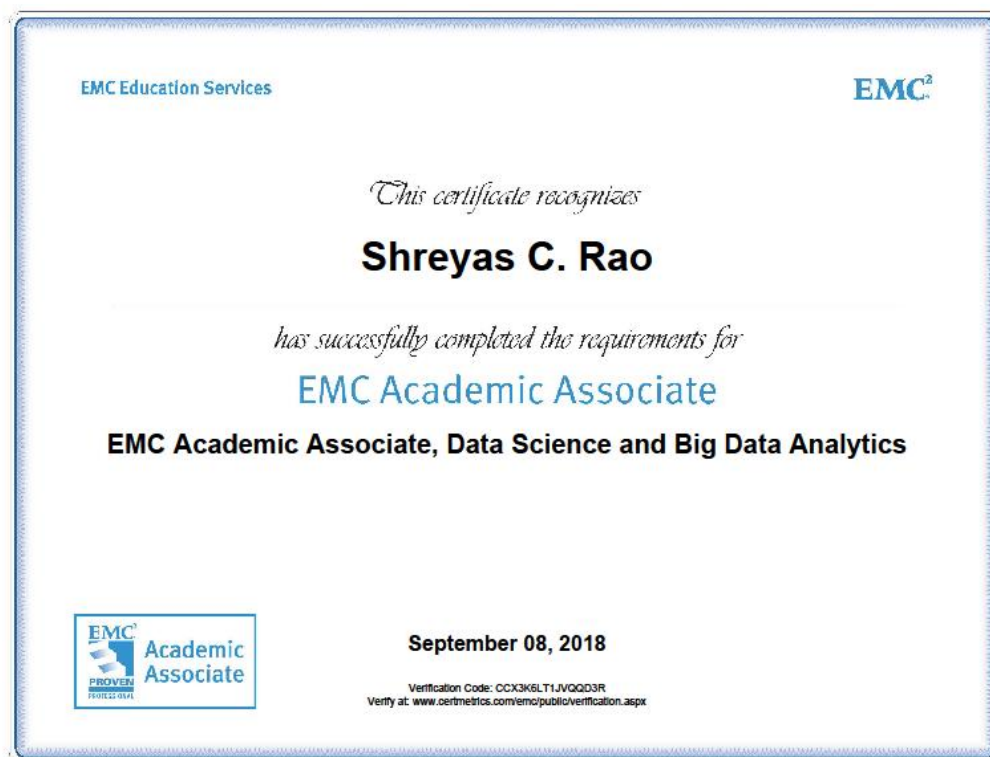 EMC Education Services
EMC²
This certificate recognizes
Shreyas C. Rao
has successfully completed the requirements for
EMC Academic Associate
EMC Academic Associate, Data Science and Big Data Analytics
EMC²
PROVEN
PROFESSIONAL
Academic
Associate
September 08, 2018
Verification Code: CCX3K6LT1JVQQD3R
Verify at: www.certmetrics.com/emc/public/verification.aspx